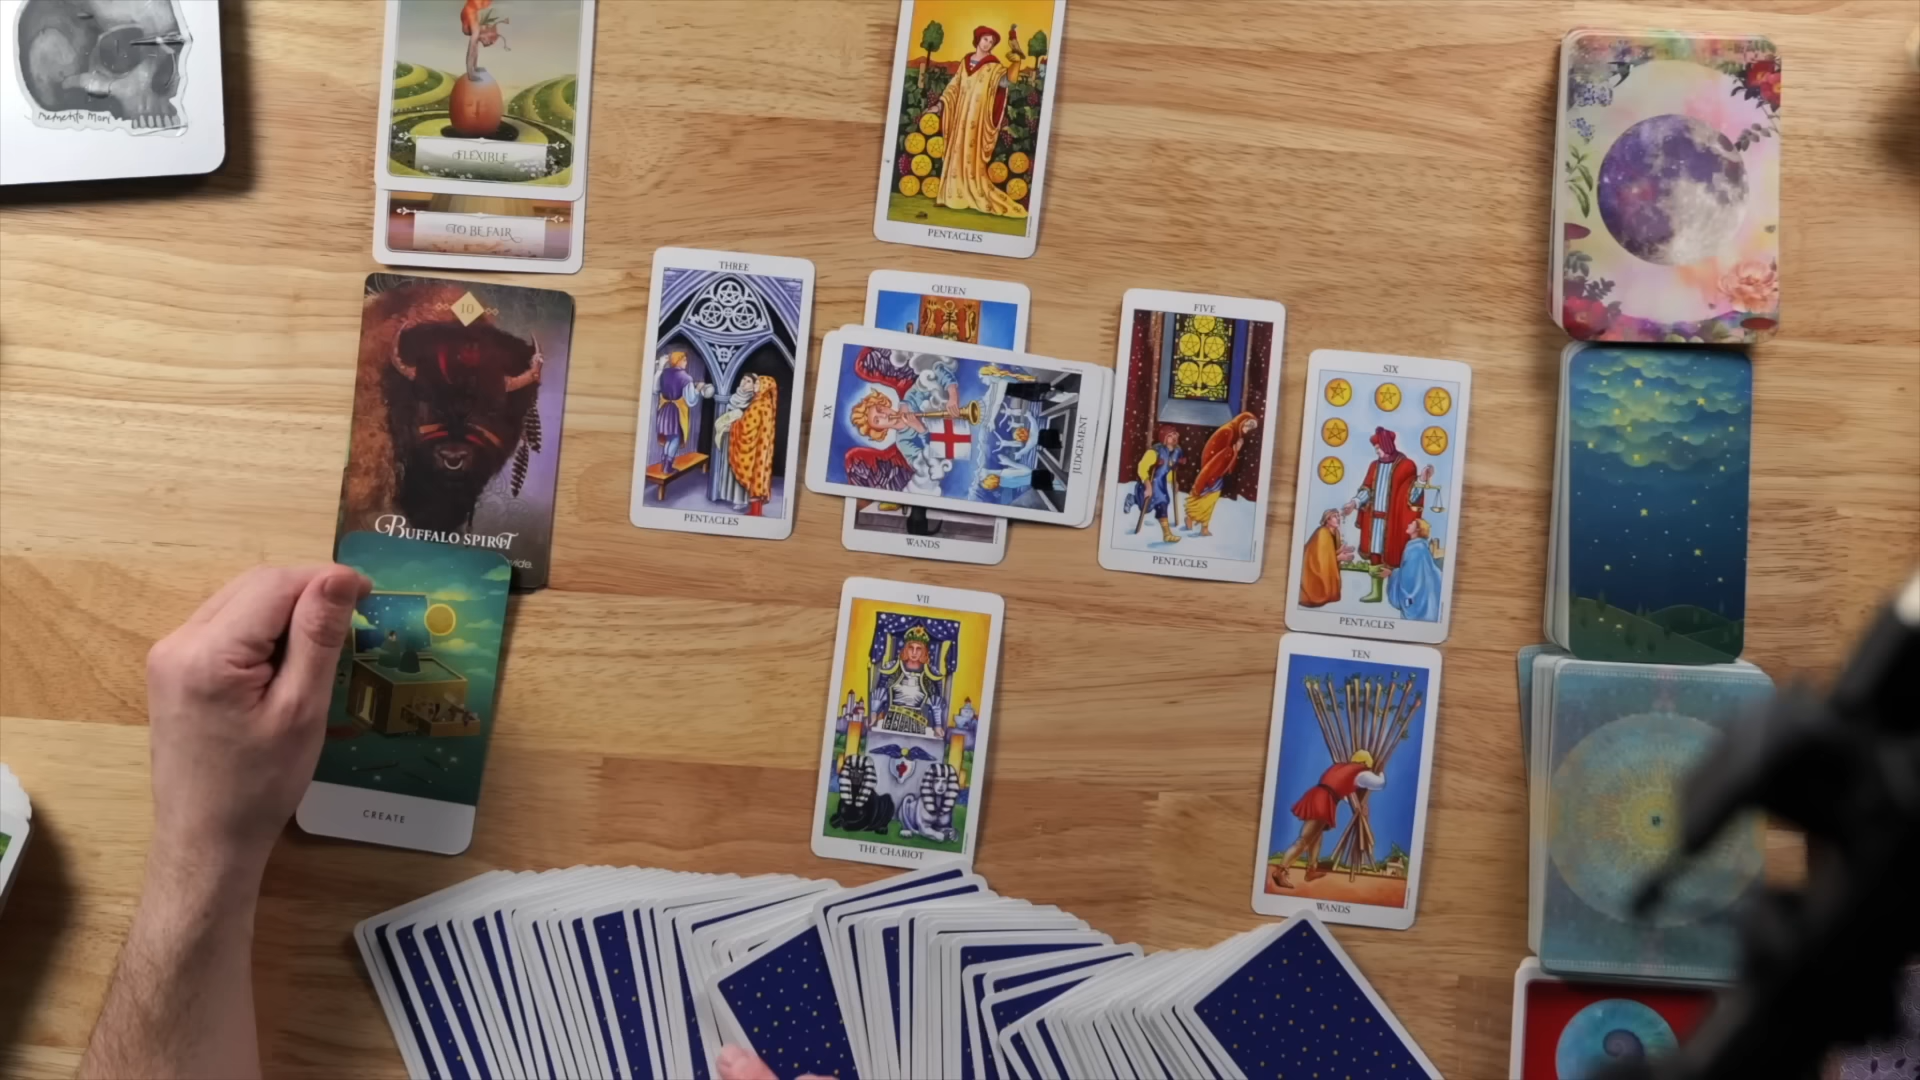 Memento Mori
FLEXIBLE
TO BE FAIR
10
BUFFALO SPIRIT
CREATE
PENTACLES
THREE
PENTACLES
QUEEN
WANDS
XX
JUDGEMENT
VII
THE CHARIOT
FIVE
PENTACLES
SIX
PENTACLES
TEN
WANDS